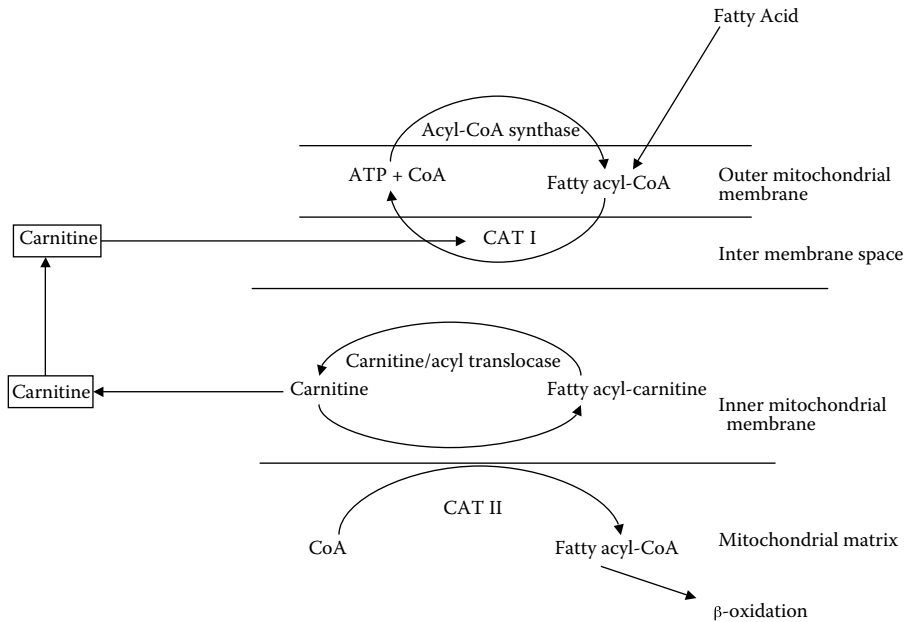 Fatty Acid
Acyl-CoA synthase
ATP + CoA
Fatty acyl-CoA
Outer mitochondrial
membrane
Carnitine
CAT I
Inter membrane space
Carnitine/acyl translocase
Carnitine
Carnitine
Fatty acyl-carnitine
Inner mitochondrial
membrane
CAT II
CoA
Fatty acyl-CoA
Mitochondrial matrix
β-oxidation